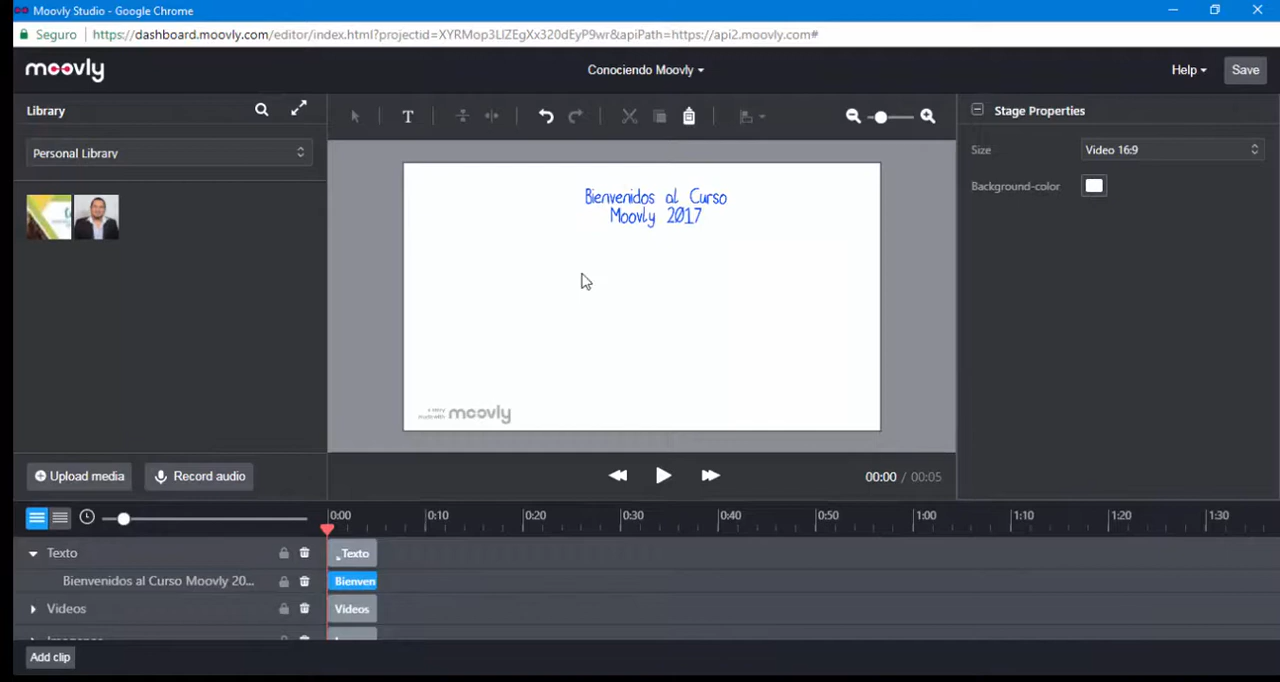 Moovly Studio - Google Chrome
Seguro https://dashboard.moovly.com/editor/index.html?projectid=XYRMop3LlZEgXx320dEyP9wr&apiPath=https://api2.moovly.com#
moovly
Conociendo Moovly
Help
Save
Library
T
Stage Properties
Personal Library
Size
Video 16:9
Background-color
Bienvenidos al Curso
Moovly 2017
moovly
Upload media
Record audio
00:00 / 00:05
0:00
0:10
0:20
0:30
0:40
0:50
1:00
1:10
1:20
1:30
Texto
Texto
Bienvenidos al Curso Moovly 20...
Bienven
Videos
Videos
Add clip